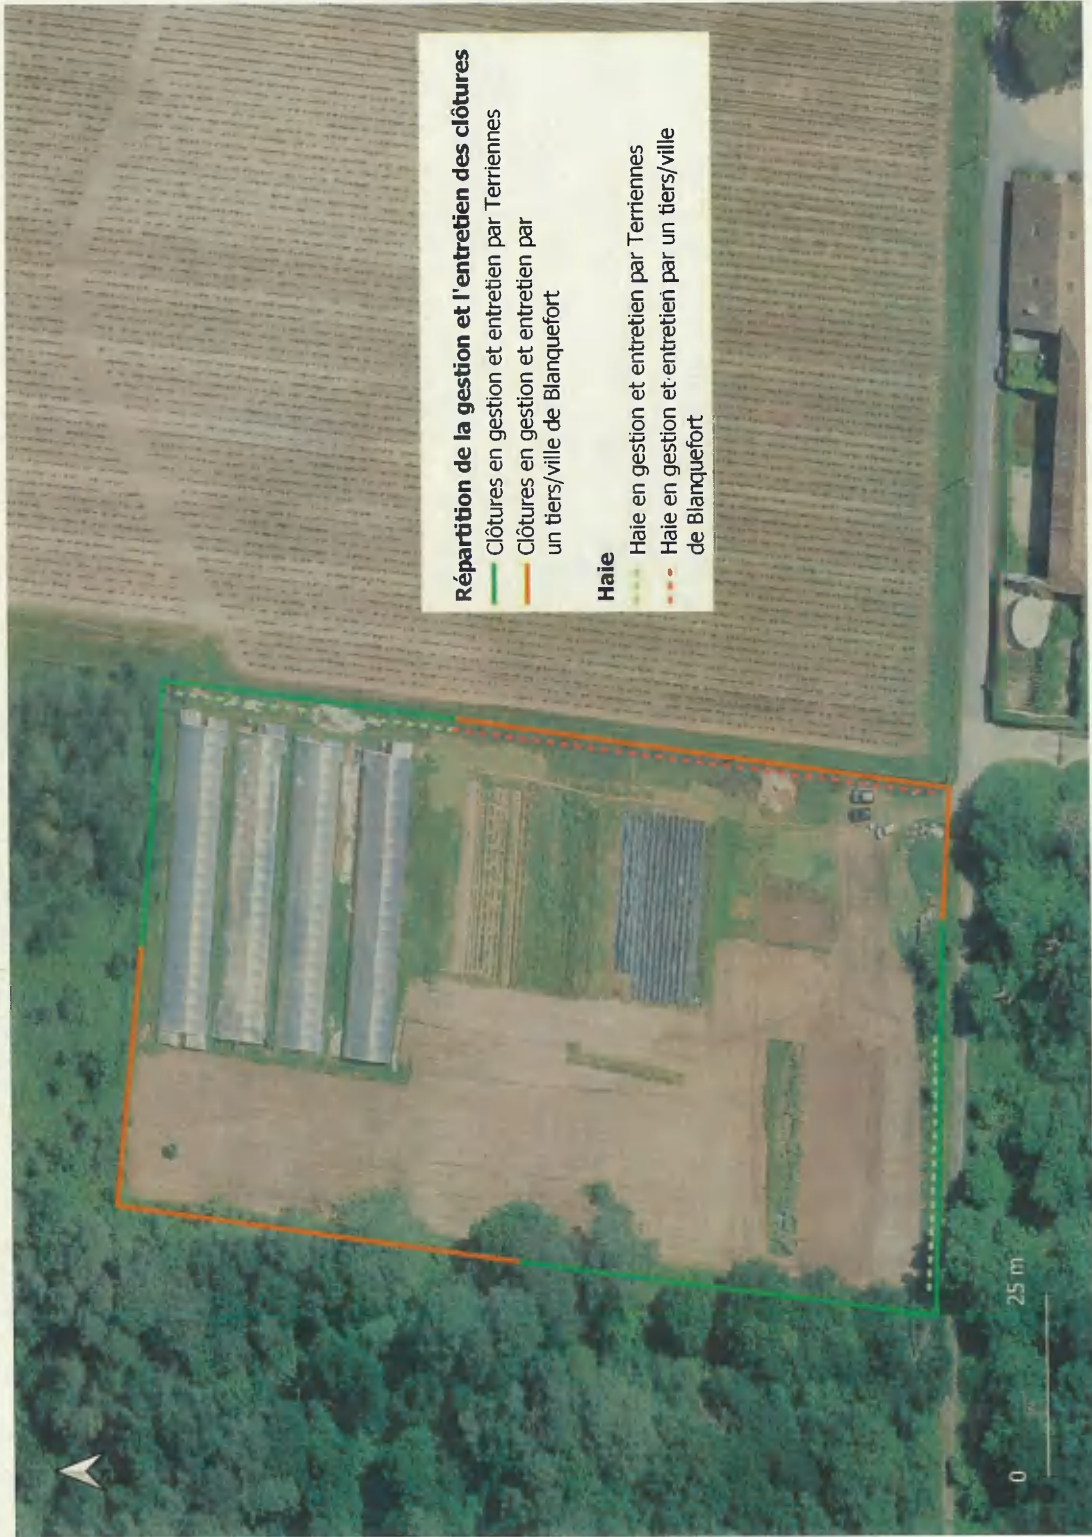 Répartition de la gestion et l'entretien des clôtures
Clôtures en gestion et entretien par Terriennes
Clôtures en gestion et entretien par
un tiers/ville de Blanquefort
Haie
Haie en gestion et entretien par Terriennes
Haie en gestion et entretien par un tiers/ville
de Blanquefort
0 25 m